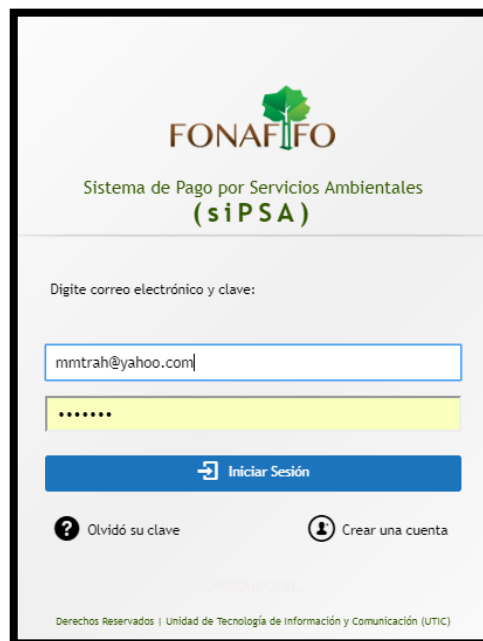 FONAFIFO
Sistema de Pago por Servicios Ambientales
(siPSA)
Digite correo electrónico y clave:
mmtrah@yahoo.com
•••••••
Iniciar Sesión
? Olvidó su clave
Crear una cuenta
..PRODUCCION..
Derechos Reservados | Unidad de Tecnología de Información y Comunicación (UTIC)